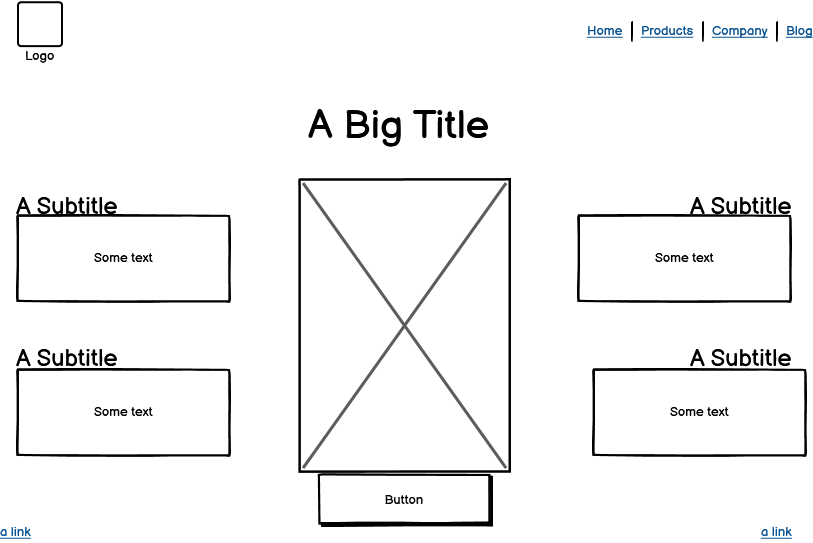 Logo
Home | Products | Company | Blog
A Big Title
A Subtitle
Some text
A Subtitle
Some text
A Subtitle
Some text
A Subtitle
Some text
Button
a link
a link